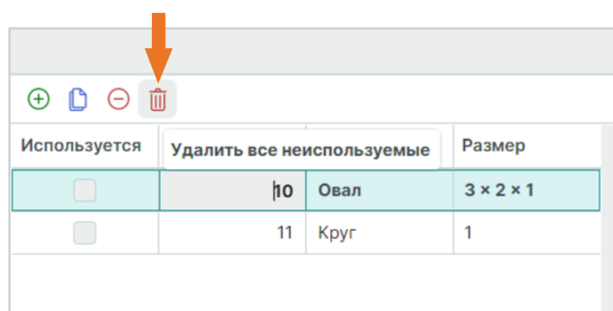 Используется Удалить все неиспользуемые Размер
10 Овал 3 × 2 × 1
11 Круг 1